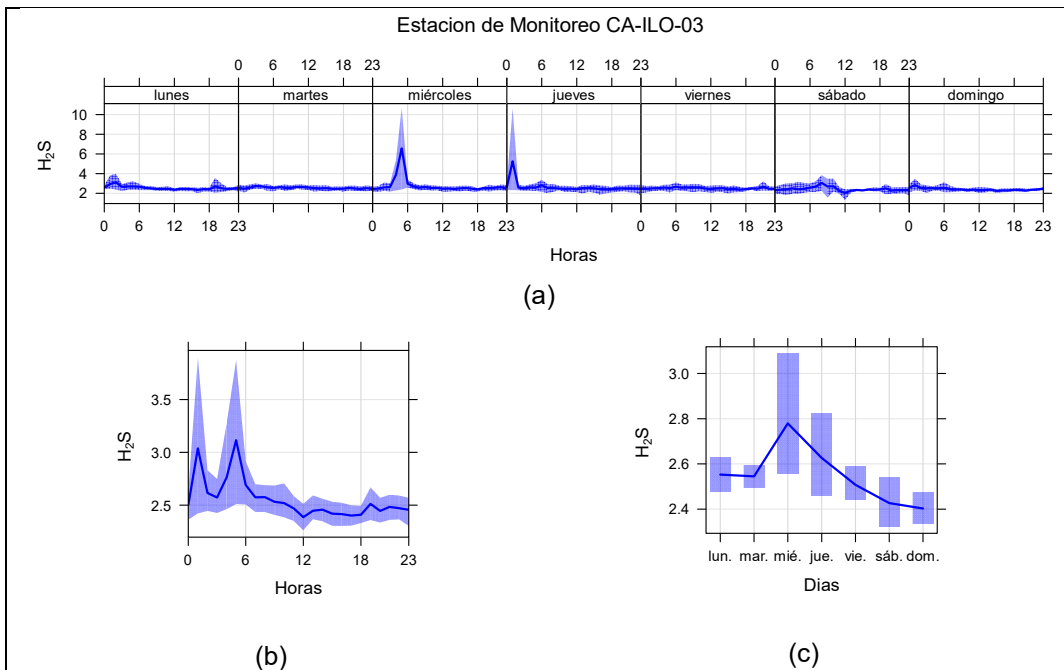 Estacion de Monitoreo CA-ILO-03
0 6 12 18 23 0 6 12 18 23 0 6 12 18 23
lunes martes miércoles jueves viernes sábado domingo
10
8
6
4
2
H₂S
0 6 12 18 23 0 6 12 18 23 0 6 12 18 23 0 6 12 18 23
Horas
(a)
3.5
3.0
2.5
H₂S
0 6 12 18 23
Horas
(b)
3.0
2.8
2.6
2.4
H₂S
lun. mar. mié. jue. vie. sáb. dom.
Dias
(c)